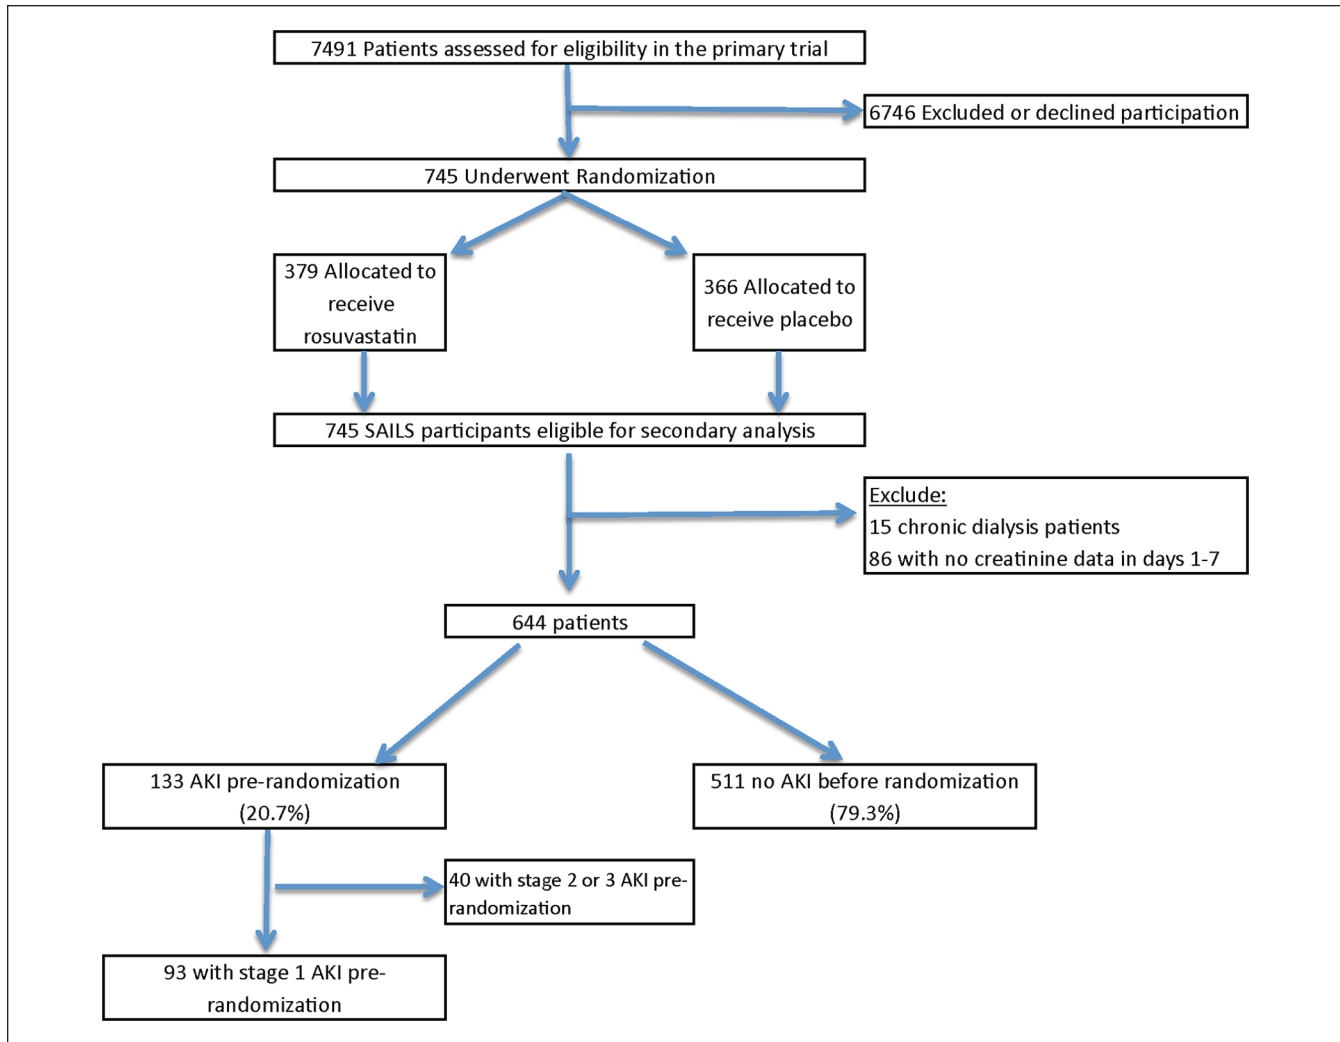 7491 Patients assessed for eligibility in the primary trial
6746 Excluded or declined participation
745 Underwent Randomization
379 Allocated to
receive
rosuvastatin
366 Allocated to
receive placebo
745 SAILS participants eligible for secondary analysis
Exclude:
15 chronic dialysis patients
86 with no creatinine data in days 1-7
644 patients
133 AKI pre-randomization
(20.7%)
511 no AKI before randomization
(79.3%)
40 with stage 2 or 3 AKI pre-
randomization
93 with stage 1 AKI pre-
randomization